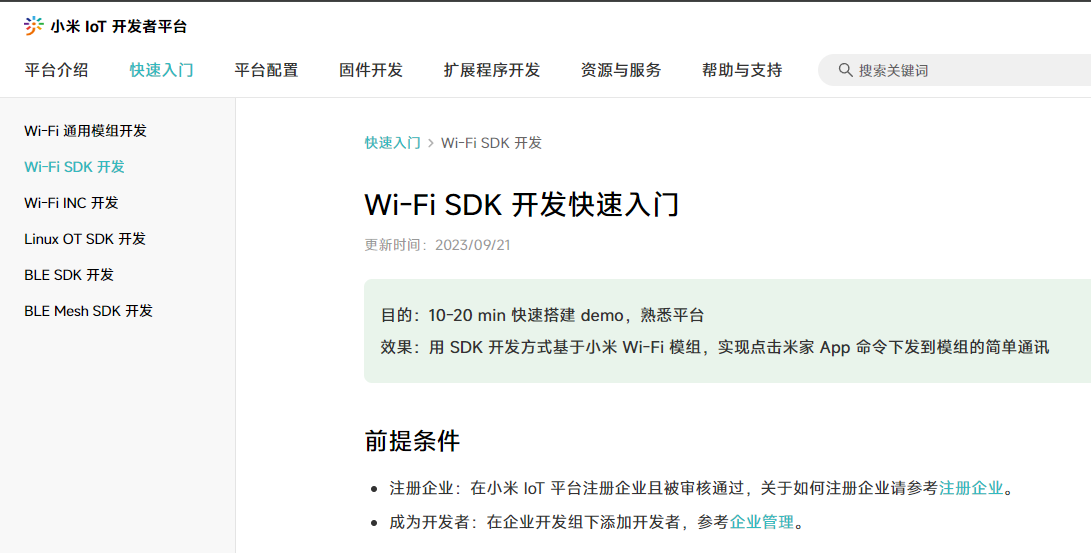 小米 IoT 开发者平台
平台介绍 快速入门 平台配置 固件开发 扩展程序开发 资源与服务 帮助与支持 搜索关键词
Wi-Fi 通用模组开发
Wi-Fi SDK 开发
Wi-Fi INC 开发
Linux OT SDK 开发
BLE SDK 开发
BLE Mesh SDK 开发
快速入门 > Wi-Fi SDK 开发
Wi-Fi SDK 开发快速入门
更新时间：2023/09/21
目的：10-20 min 快速搭建 demo，熟悉平台
效果：用 SDK 开发方式基于小米 Wi-Fi 模组，实现点击米家 App 命令下发到模组的简单通讯
前提条件
• 注册企业：在小米 IoT 平台注册企业且被审核通过，关于如何注册企业请参考注册企业。
• 成为开发者：在企业开发组下添加开发者，参考企业管理。